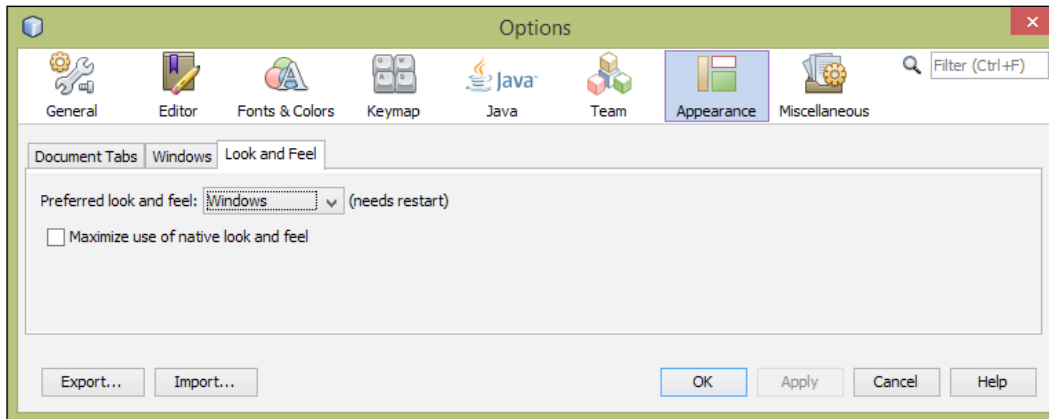 Options
Filter (Ctrl+F)
General Editor Fonts & Colors Keymap Java Team Appearance Miscellaneous
Document Tabs Windows Look and Feel
Preferred look and feel: Windows (needs restart)
Maximize use of native look and feel
Export... Import... OK Apply Cancel Help